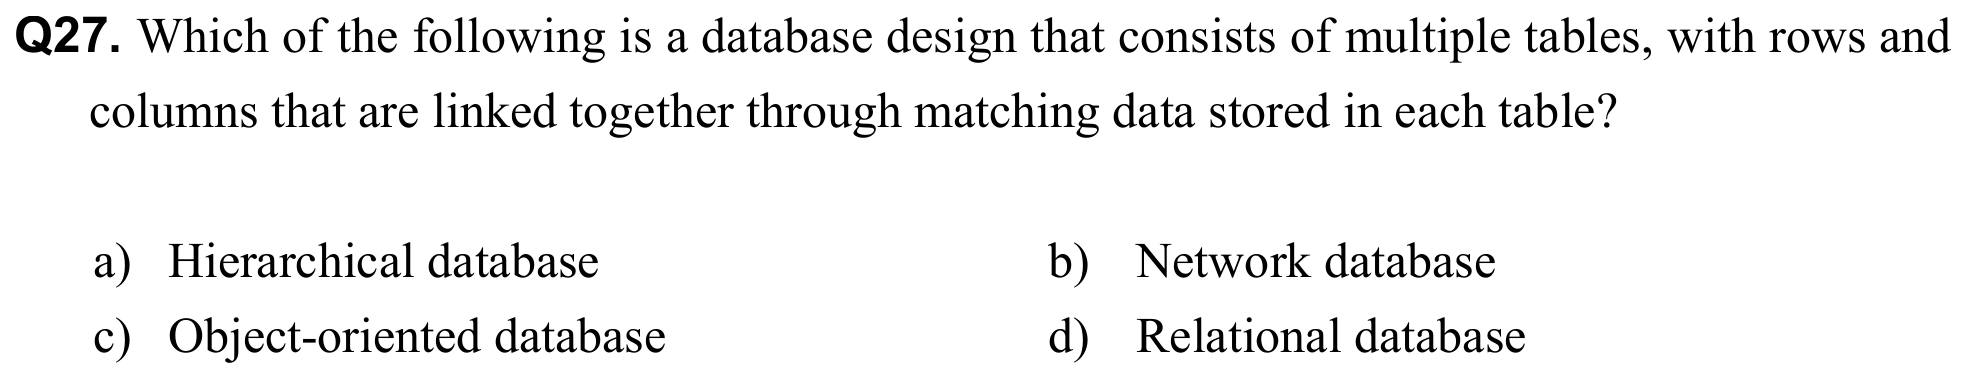 Q27. Which of the following is a database design that consists of multiple tables, with rows and
columns that are linked together through matching data stored in each table?
a) Hierarchical database b) Network database
c) Object-oriented database d) Relational database